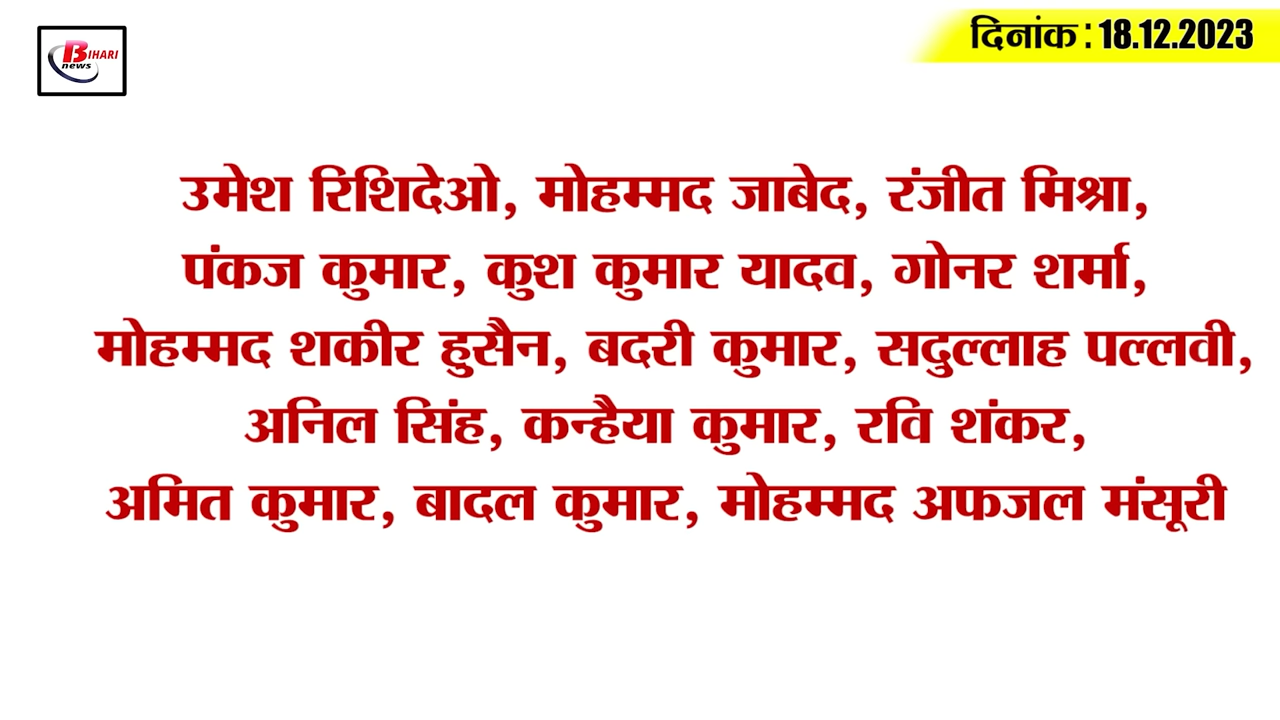 BIHARI
news
दिनांक : 18.12.2023
उमेश रिशिदेओ, मोहम्मद जाबेद, रंजीत मिश्रा,
पंकज कुमार, कुश कुमार यादव, गोनर शर्मा,
मोहम्मद शकीर हुसैन, बदरी कुमार, सदुल्लाह पल्लवी,
अनिल सिंह, कन्हैया कुमार, रवि शंकर,
अमित कुमार, बादल कुमार, मोहम्मद अफजल मंसूरी